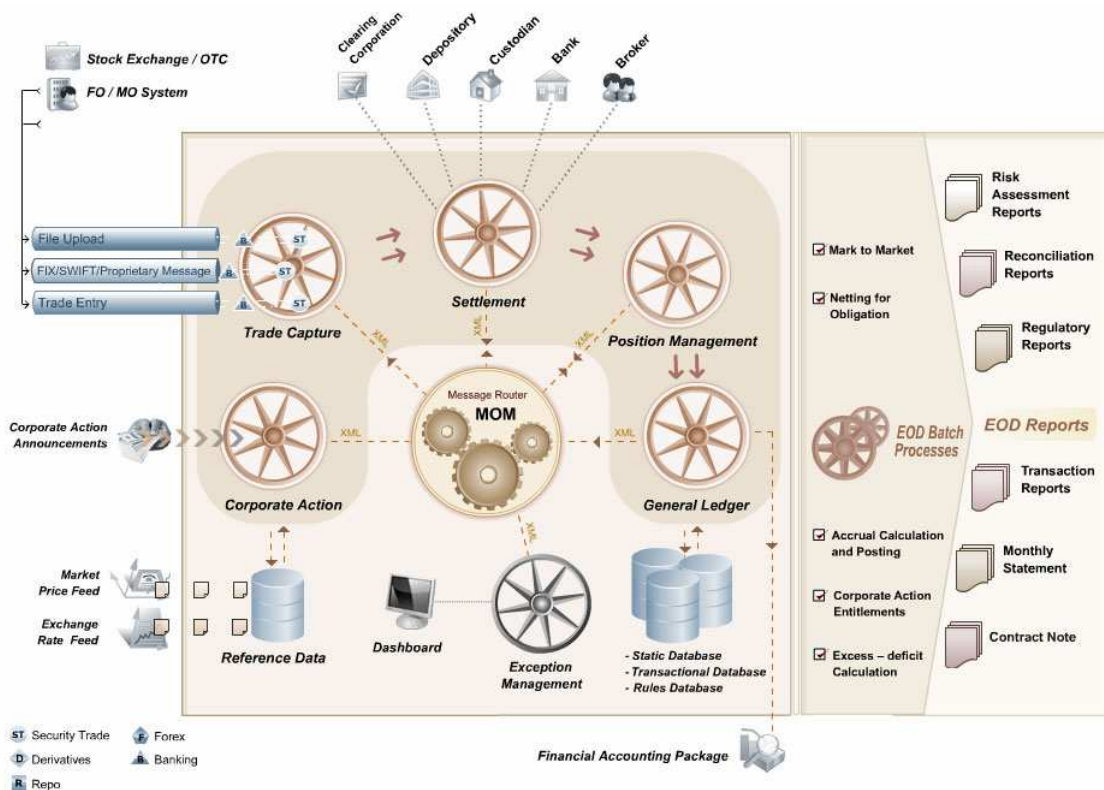 Stock Exchange / OTC
FO / MO System
Clearing
Corporation
Depository
Custodian
Bank
Broker
File Upload
B
ST
FIX/SWIFT/Proprietary Message
B
ST
Trade Entry
B
ST
Trade Capture
Settlement
Position Management
XML
XML
XML
Message Router
MOM
Corporate Action
Announcements
XML
XML
Corporate Action
General Ledger
XML
Market
Price Feed
Exchange
Rate Feed
Reference Data
Dashboard
Exception
Management
- Static Database
- Transactional Database
- Rules Database
Financial Accounting Package
Mark to Market
Netting for
Obligation
EOD Batch
Processes
Accrual Calculation
and Posting
Corporate Action
Entitlements
Excess – deficit
Calculation
Risk
Assessment
Reports
Reconciliation
Reports
Regulatory
Reports
EOD Reports
Transaction
Reports
Monthly
Statement
Contract Note
ST Security Trade
F Forex
D Derivatives
B Banking
R Repo